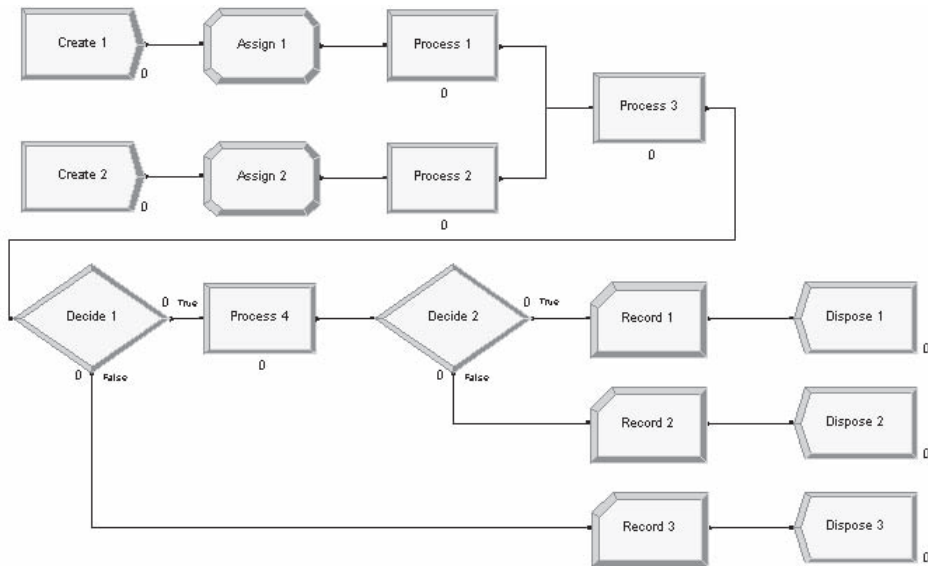 Create 1
0
Assign 1
Process 1
0
Process 3
0
Create 2
0
Assign 2
Process 2
0
Decide 1
0 True
0 False
Process 4
0
Decide 2
0 True
0 False
Record 1
Dispose 1
0
Record 2
Dispose 2
0
Record 3
Dispose 3
0